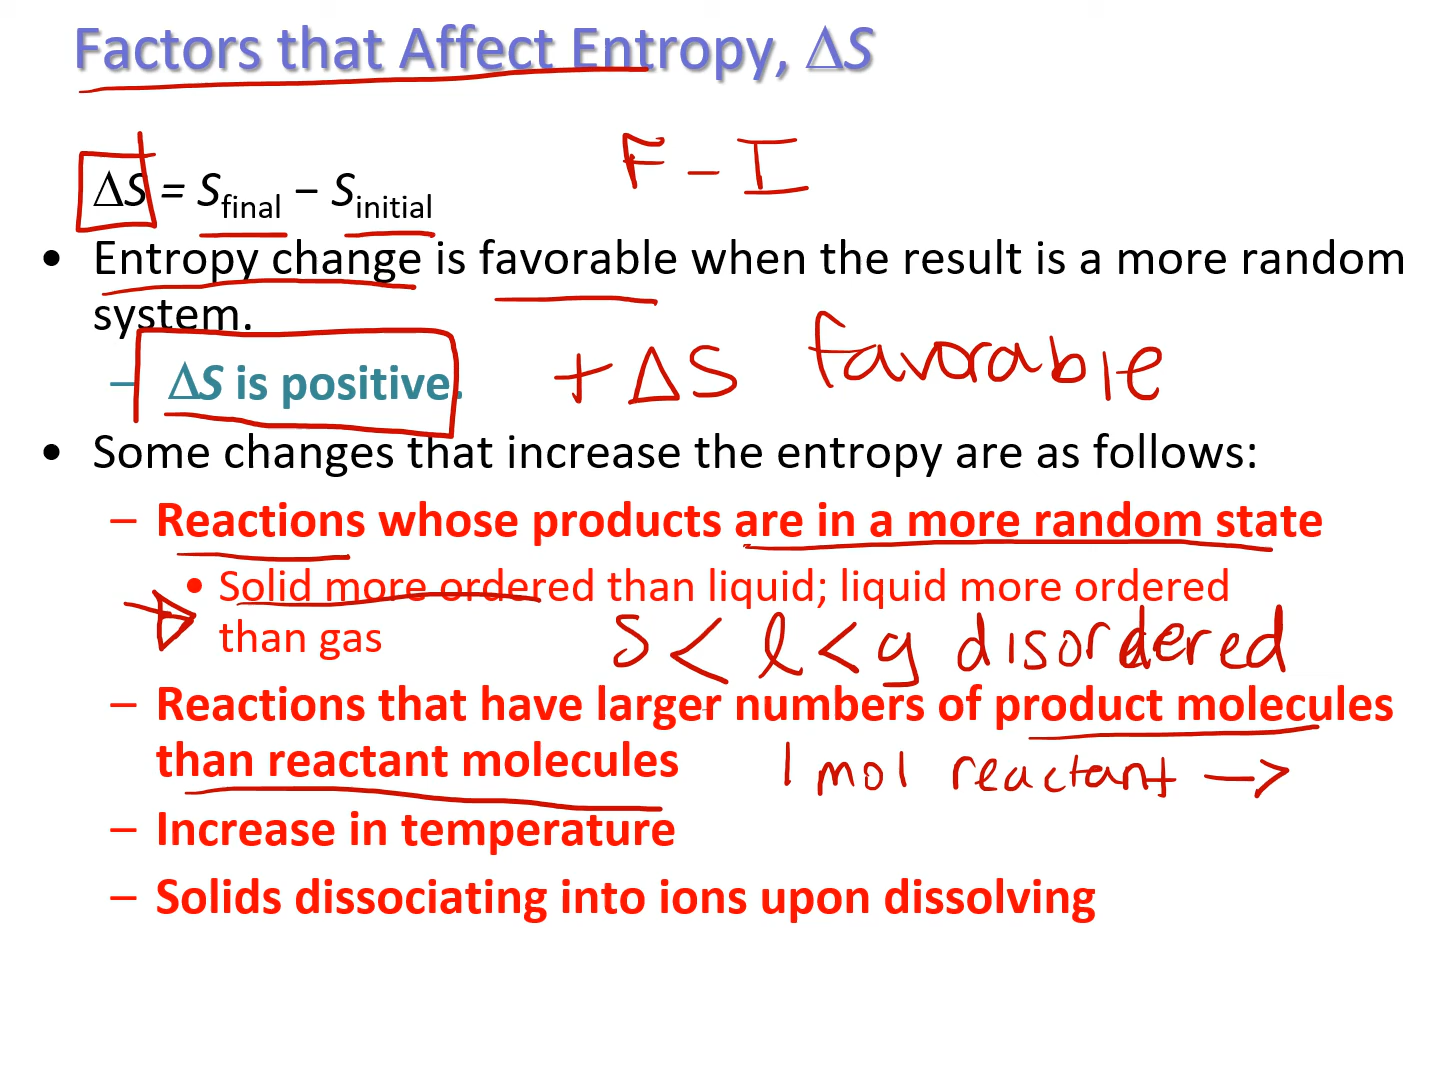 Factors that Affect Entropy, ΔS
F - I
ΔS = Sfinal − Sinitial
• Entropy change is favorable when the result is a more random
system.
– ΔS is positive.
+ΔS favorable
• Some changes that increase the entropy are as follows:
– Reactions whose products are in a more random state
• Solid more ordered than liquid; liquid more ordered
than gas
s < l < g disordered
– Reactions that have larger numbers of product molecules
than reactant molecules
1 mol reactant →
– Increase in temperature
– Solids dissociating into ions upon dissolving